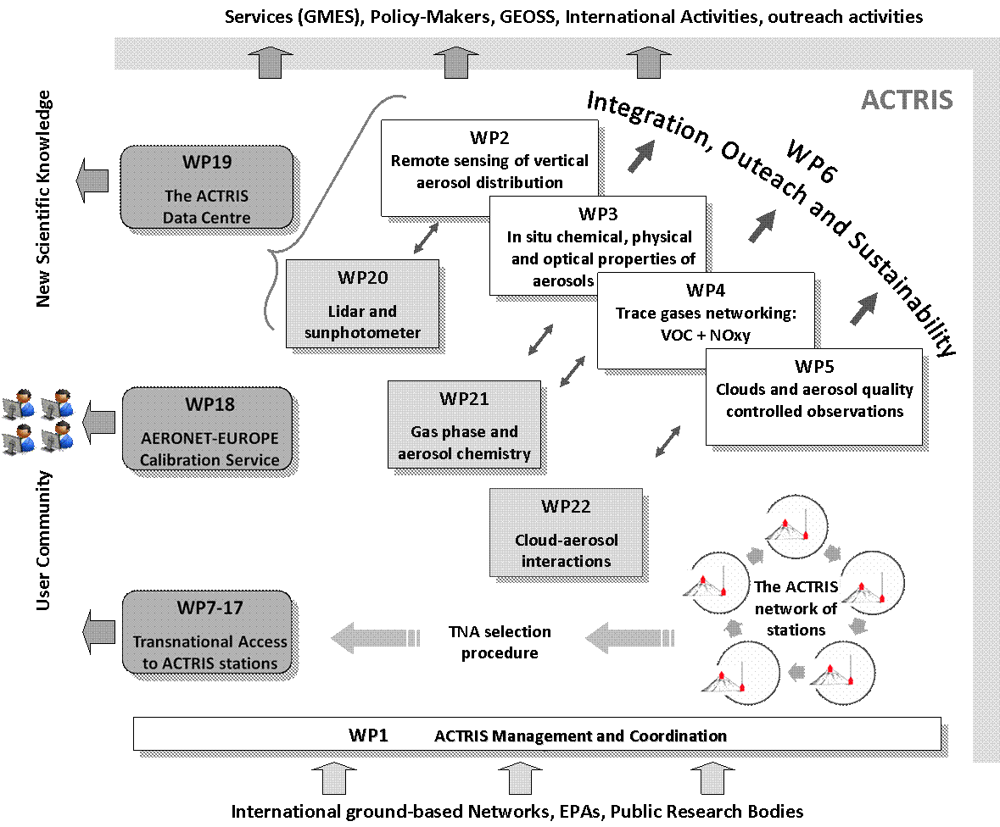 Services (GMES), Policy-Makers, GEOSS, International Activities, outreach activities
ACTRIS
Integration, Outeach and Sustainability
WP6
New Scientific Knowledge
WP19
The ACTRIS
Data Centre
WP2
Remote sensing of vertical
aerosol distribution
WP3
In situ chemical, physical
and optical properties of
aerosols
WP20
Lidar and
sunphotometer
WP4
Trace gases networking:
VOC + NOxy
WP5
Clouds and aerosol quality
controlled observations
WP18
AERONET-EUROPE
Calibration Service
WP21
Gas phase and
aerosol chemistry
User Community
WP22
Cloud-aerosol
interactions
WP7-17
Transnational Access
to ACTRIS stations
TNA selection
procedure
The ACTRIS
network of
stations
WP1 ACTRIS Management and Coordination
International ground-based Networks, EPAs, Public Research Bodies